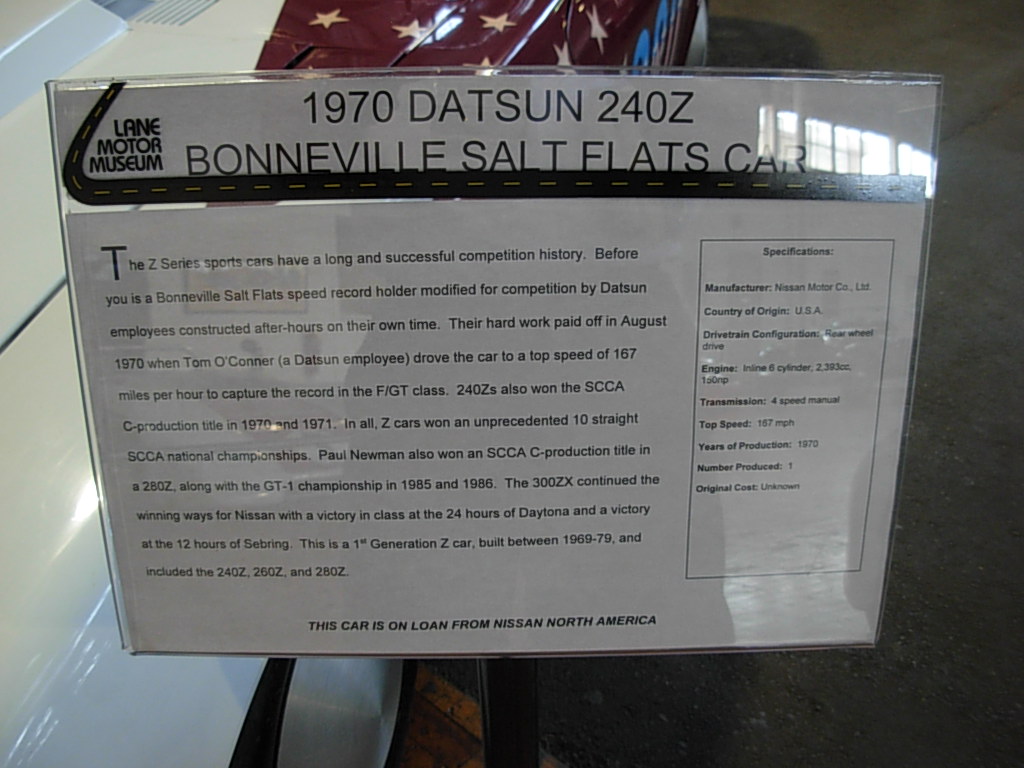 LANE
MOTOR
MUSEUM
1970 DATSUN 240Z
BONNEVILLE SALT FLATS CAR
The Z Series sports cars have a long and successful competition history. Before
you is a Bonneville Salt Flats speed record holder modified for competition by Datsun
employees constructed after-hours on their own time. Their hard work paid off in August
1970 when Tom O'Conner (a Datsun employee) drove the car to a top speed of 167
miles per hour to capture the record in the F/GT class. 240Zs also won the SCCA
C-production title in 1970 and 1971. In all, Z cars won an unprecedented 10 straight
SCCA national championships. Paul Newman also won an SCCA C-production title in
a 280Z, along with the GT-1 championship in 1985 and 1986. The 300ZX continued the
winning ways for Nissan with a victory in class at the 24 hours of Daytona and a victory
at the 12 hours of Sebring. This is a 1st Generation Z car, built between 1969-79, and
included the 240Z, 260Z, and 280Z.
THIS CAR IS ON LOAN FROM NISSAN NORTH AMERICA
Specifications:
Manufacturer: Nissan Motor Co., Ltd.
Country of Origin: U.S.A.
Drivetrain Configuration: Rear wheel
drive
Engine: Inline 6 cylinder, 2,393cc,
150hp
Transmission: 4 speed manual
Top Speed: 167 mph
Years of Production: 1970
Number Produced: 1
Original Cost: Unknown